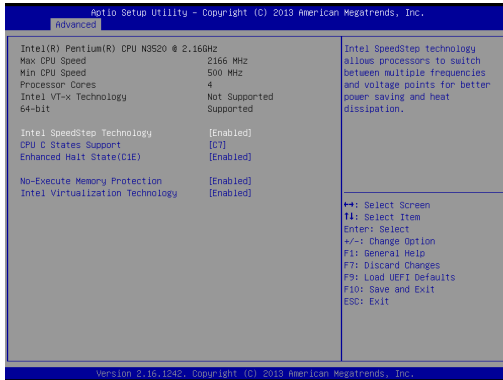 Aptio Setup Utility – Copyright (C) 2013 American Megatrends, Inc.
Advanced
Intel(R) Pentium(R) CPU N3520 @ 2.16GHz
Max CPU Speed 2166 MHz
Min CPU Speed 500 MHz
Processor Cores 4
Intel VT-x Technology Not Supported
64-bit Supported
Intel SpeedStep Technology [Enabled]
CPU C States Support [C7]
Enhanced Halt State(C1E) [Enabled]
No-Execute Memory Protection [Enabled]
Intel Virtualization Technology [Enabled]
Intel SpeedStep technology
allows processors to switch
between multiple frequencies
and voltage points for better
power saving and heat
dissipation.
↔: Select Screen
↑↓: Select Item
Enter: Select
+/-: Change Option
F1: General Help
F7: Discard Changes
F9: Load UEFI Defaults
F10: Save and Exit
ESC: Exit
Version 2.16.1242. Copyright (C) 2013 American Megatrends, Inc.